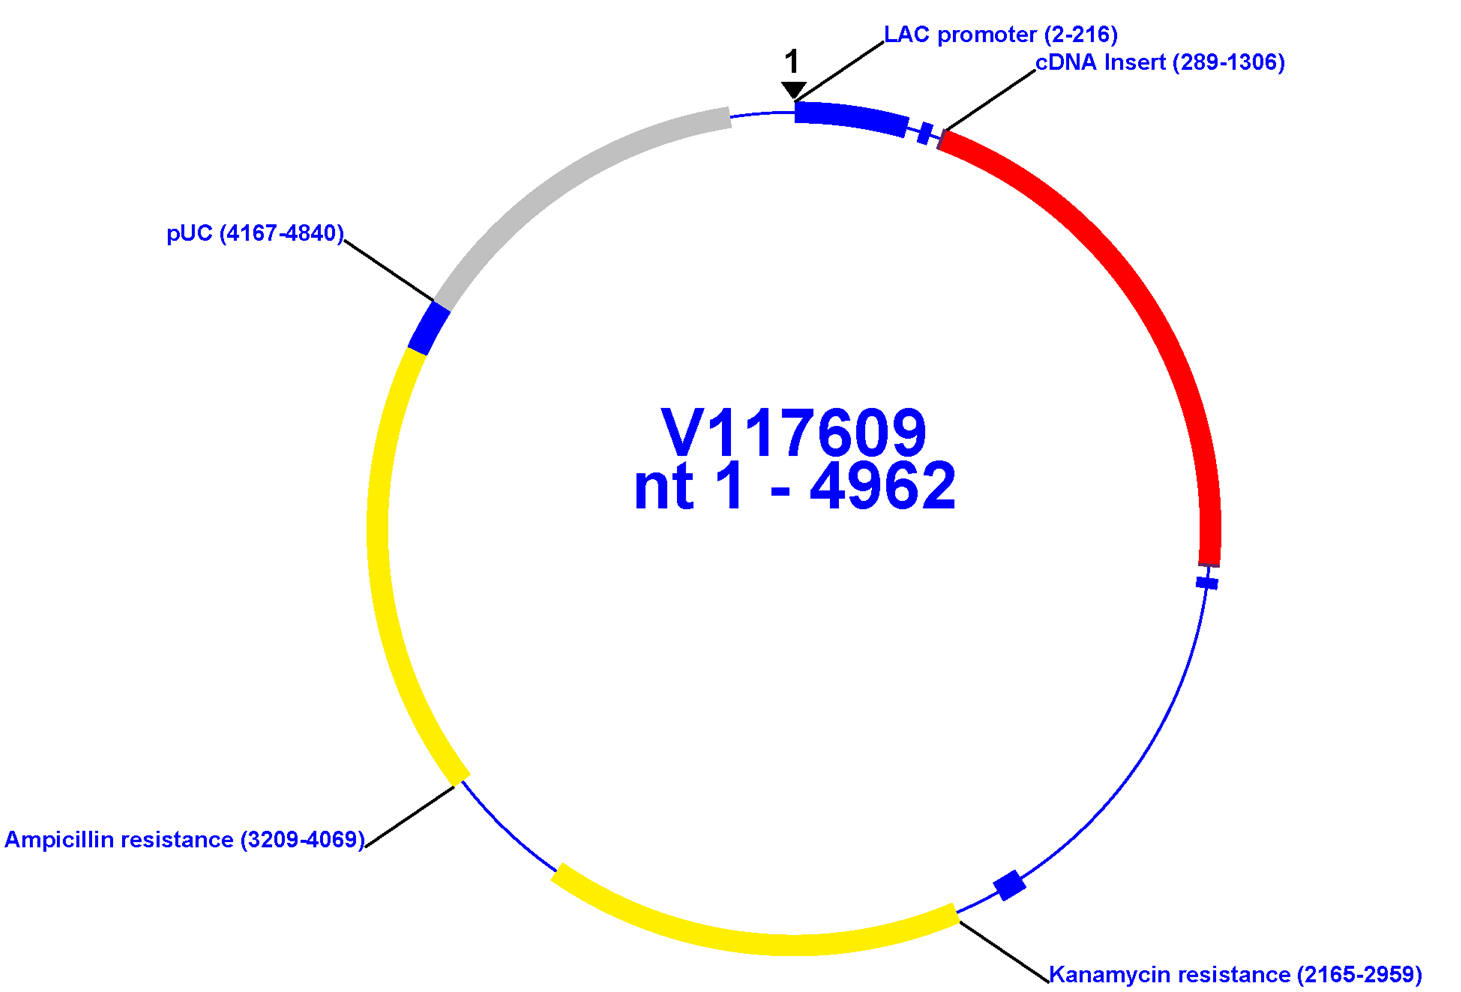 LAC promoter (2-216)
1
cDNA Insert (289-1306)
pUC (4167-4840)
V117609
nt 1 - 4962
Ampicillin resistance (3209-4069)
Kanamycin resistance (2165-2959)